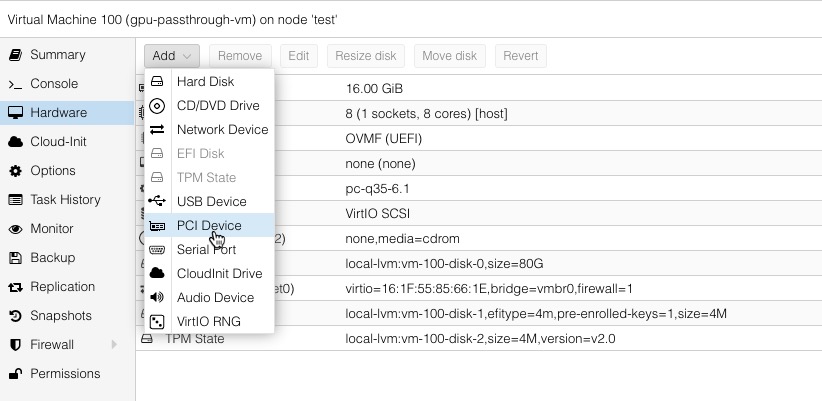 Virtual Machine 100 (gpu-passthrough-vm) on node 'test'
Summary
Console
Hardware
Cloud-Init
Options
Task History
Monitor
Backup
Replication
Snapshots
Firewall
Permissions
Add Remove Edit Resize disk Move disk Revert
Hard Disk
CD/DVD Drive
Network Device
EFI Disk
TPM State
USB Device
PCI Device
Serial Port
CloudInit Drive
Audio Device
VirtIO RNG
16.00 GiB
8 (1 sockets, 8 cores) [host]
OVMF (UEFI)
none (none)
pc-q35-6.1
VirtIO SCSI
2) none,media=cdrom
local-lvm:vm-100-disk-0,size=80G
et0) virtio=16:1F:55:85:66:1E,bridge=vmbr0,firewall=1
local-lvm:vm-100-disk-1,efitype=4m,pre-enrolled-keys=1,size=4M
TPM State local-lvm:vm-100-disk-2,size=4M,version=v2.0